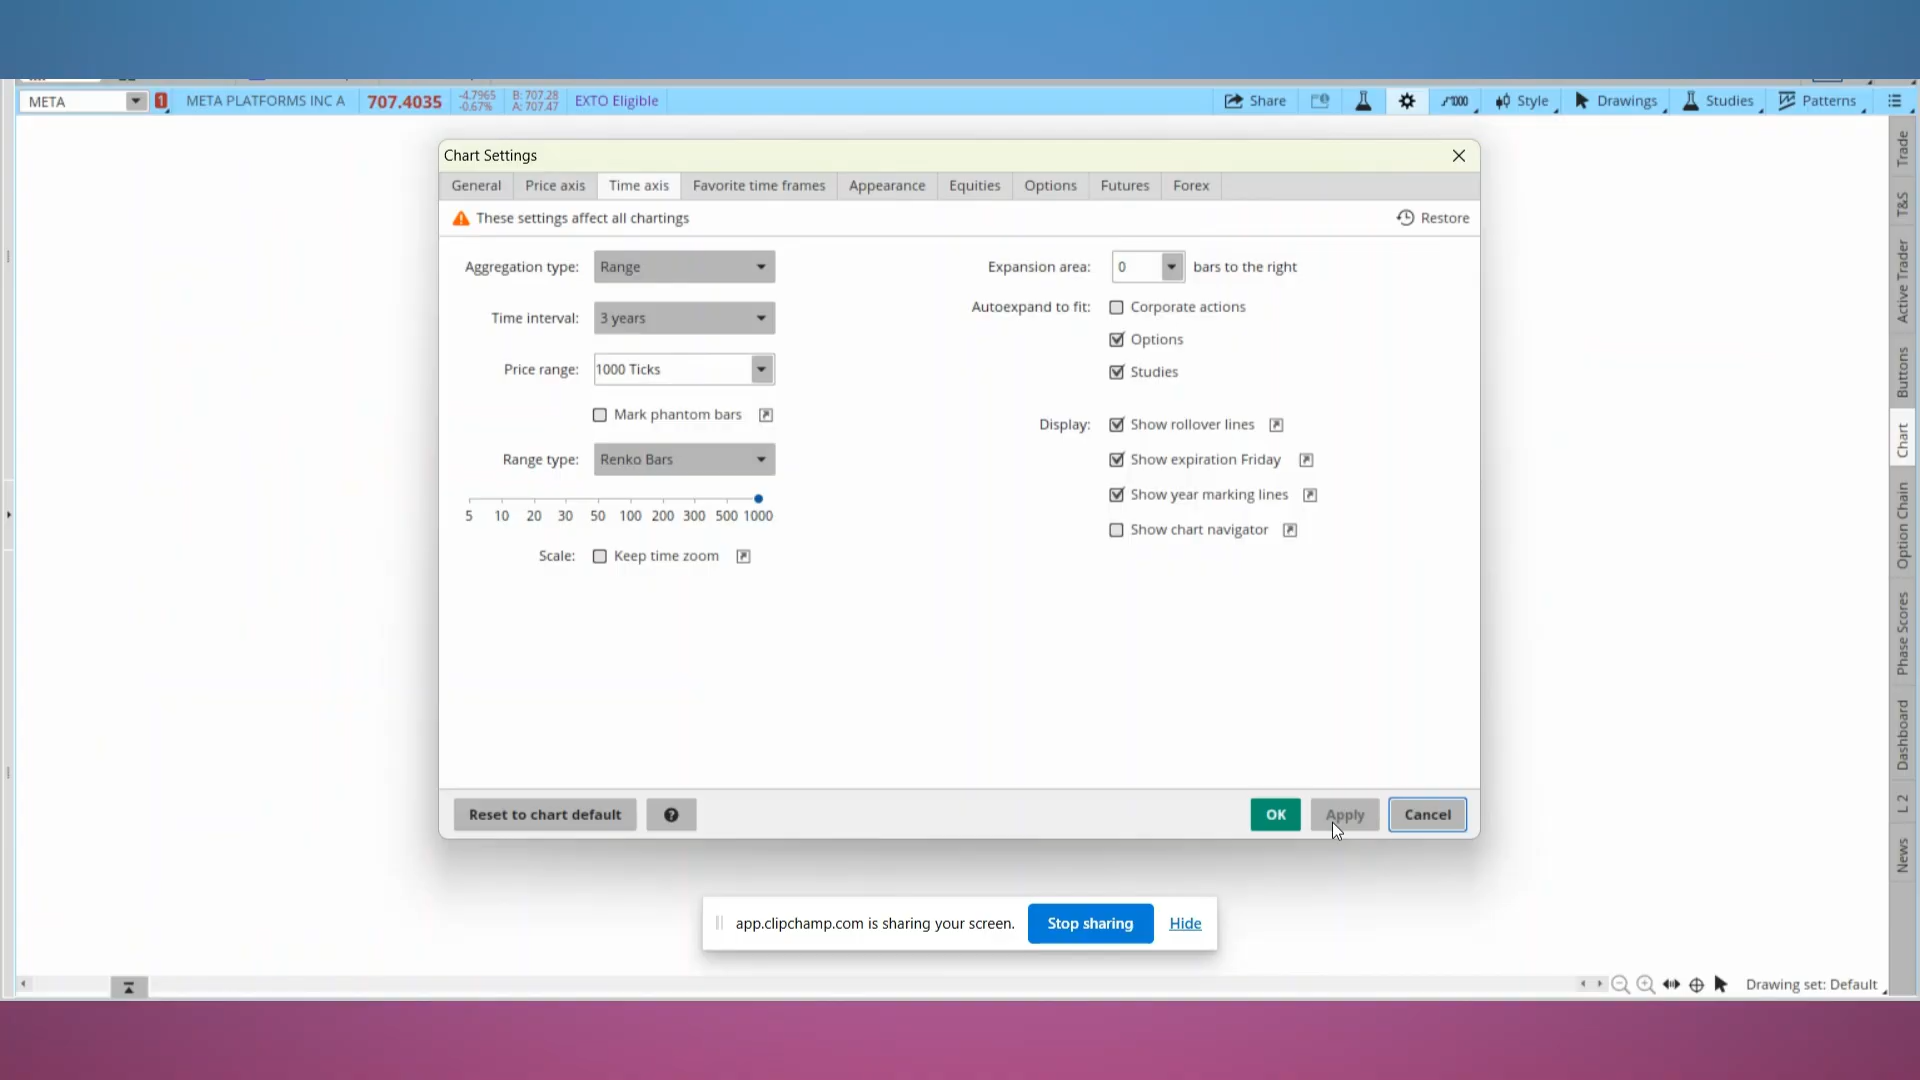 META
1
META PLATFORMS INC A
707.4035
-4.7965
-0.67%
B: 707.28
A: 707.47
EXTO Eligible
Share
1000
Style
Drawings
Studies
Patterns
Chart Settings
General
Price axis
Time axis
Favorite time frames
Appearance
Equities
Options
Futures
Forex
These settings affect all chartings
Restore
Aggregation type: Range
Time interval: 3 years
Price range: 1000 Ticks
Mark phantom bars
Range type: Renko Bars
5 10 20 30 50 100 200 300 500 1000
Scale: Keep time zoom
Expansion area: 0 bars to the right
Autoexpand to fit: Corporate actions
Options
Studies
Display: Show rollover lines
Show expiration Friday
Show year marking lines
Show chart navigator
Reset to chart default
?
OK
Apply
Cancel
app.clipchamp.com is sharing your screen.
Stop sharing
Hide
Drawing set: Default
Trade
T&S
Active Trader
Buttons
Chart
Option Chain
Phase Scores
Dashboard
L 2
News